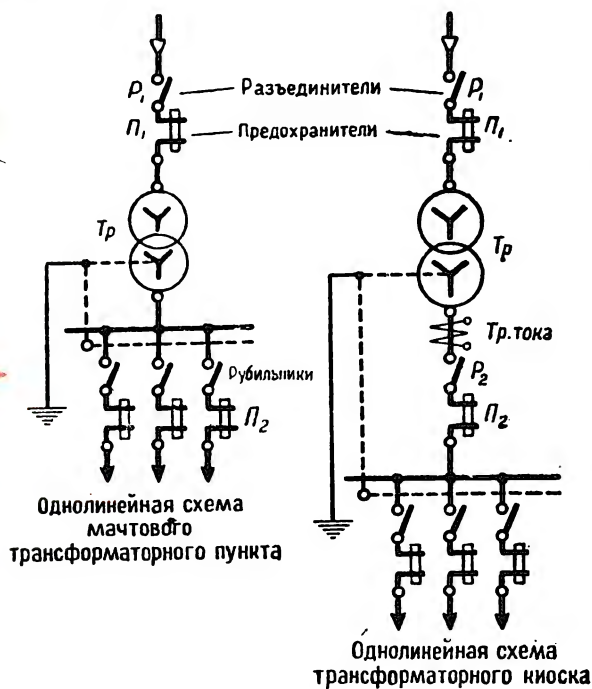 Р₁ Разъединители Р₁
П₁ Предохранители П₁
Тр
Тр
Тр. тока
Рубильники
Р₂
П₂
П₂
Однолинейная схема
мачтового
трансформаторного пункта
Однолинейная схема
трансформаторного киоска